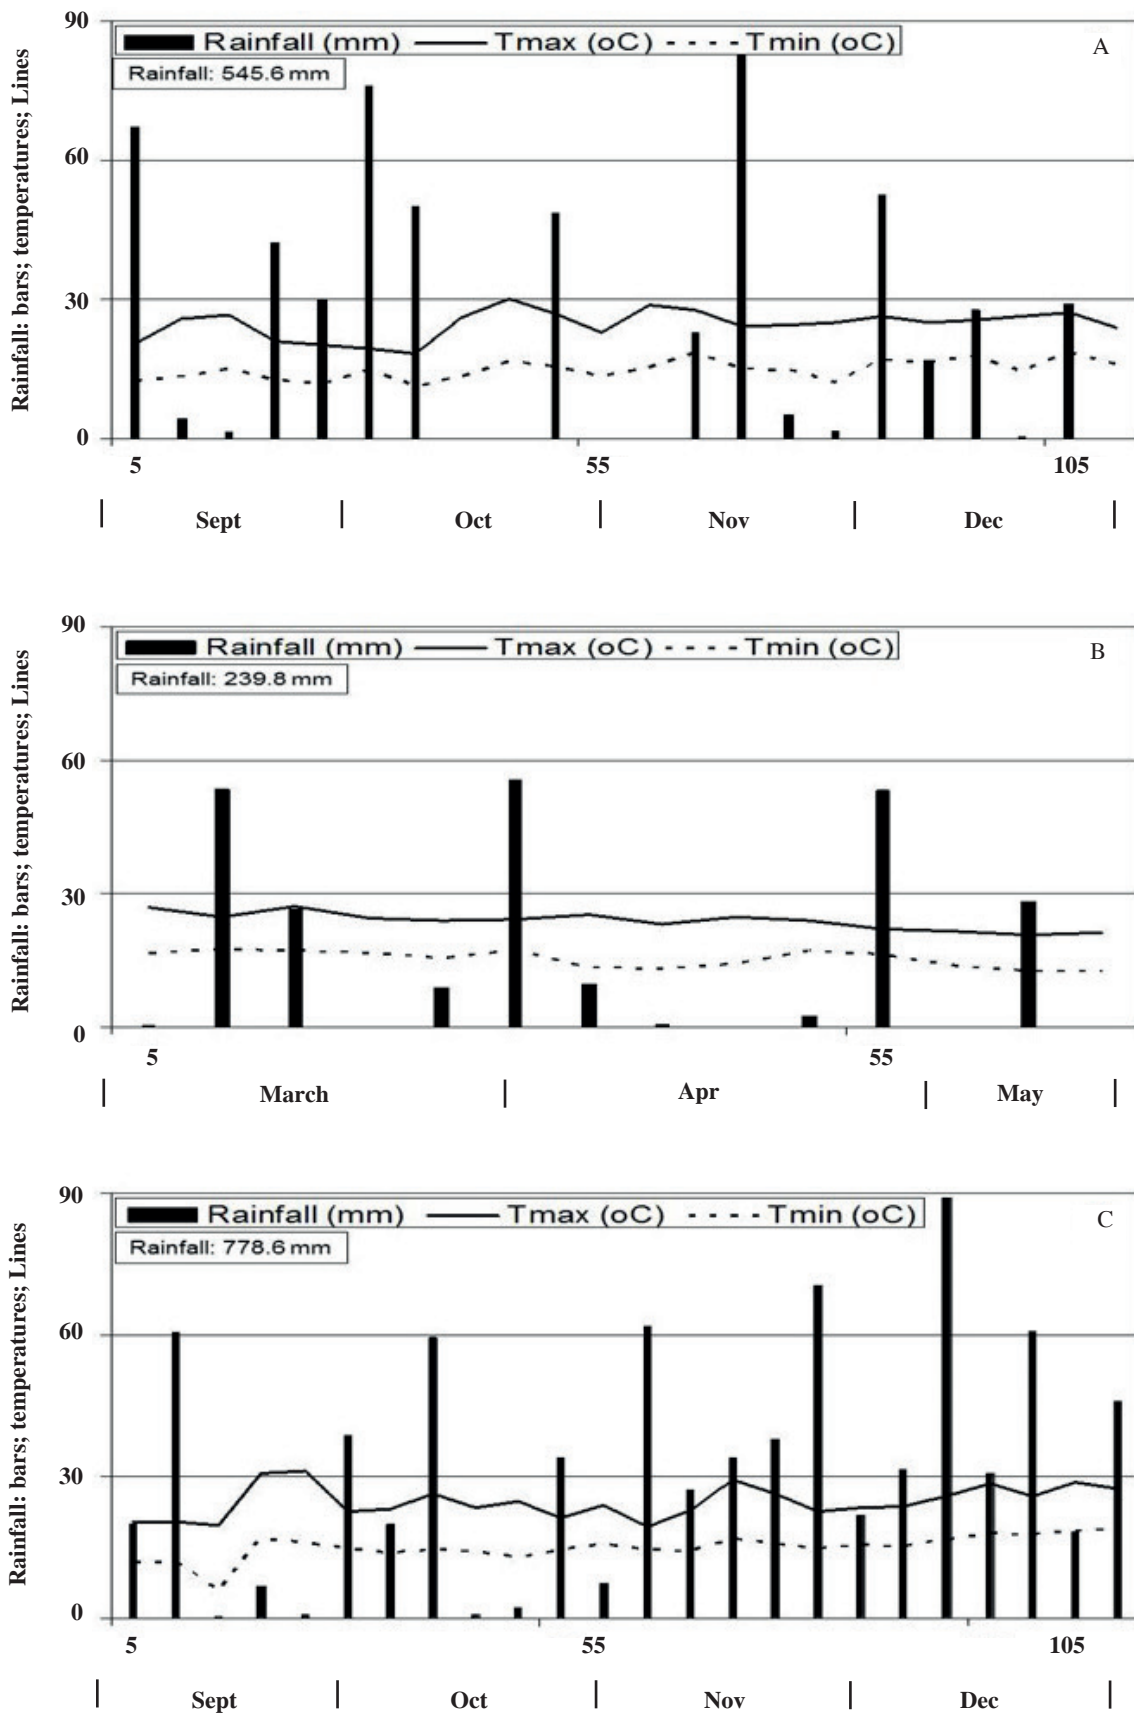 90
Rainfall (mm) Tmax (oC) Tmin (oC)
A
Rainfall: 545.6 mm
Rainfall: bars; temperatures; Lines
60
30
0
5 55 105
Sept Oct Nov Dec
90
Rainfall (mm) Tmax (oC) Tmin (oC)
B
Rainfall: 239.8 mm
Rainfall: bars; temperatures; Lines
60
30
0
5 55
March Apr May
90
Rainfall (mm) Tmax (oC) Tmin (oC)
C
Rainfall: 778.6 mm
Rainfall: bars; temperatures; Lines
60
30
0
5 55 105
Sept Oct Nov Dec